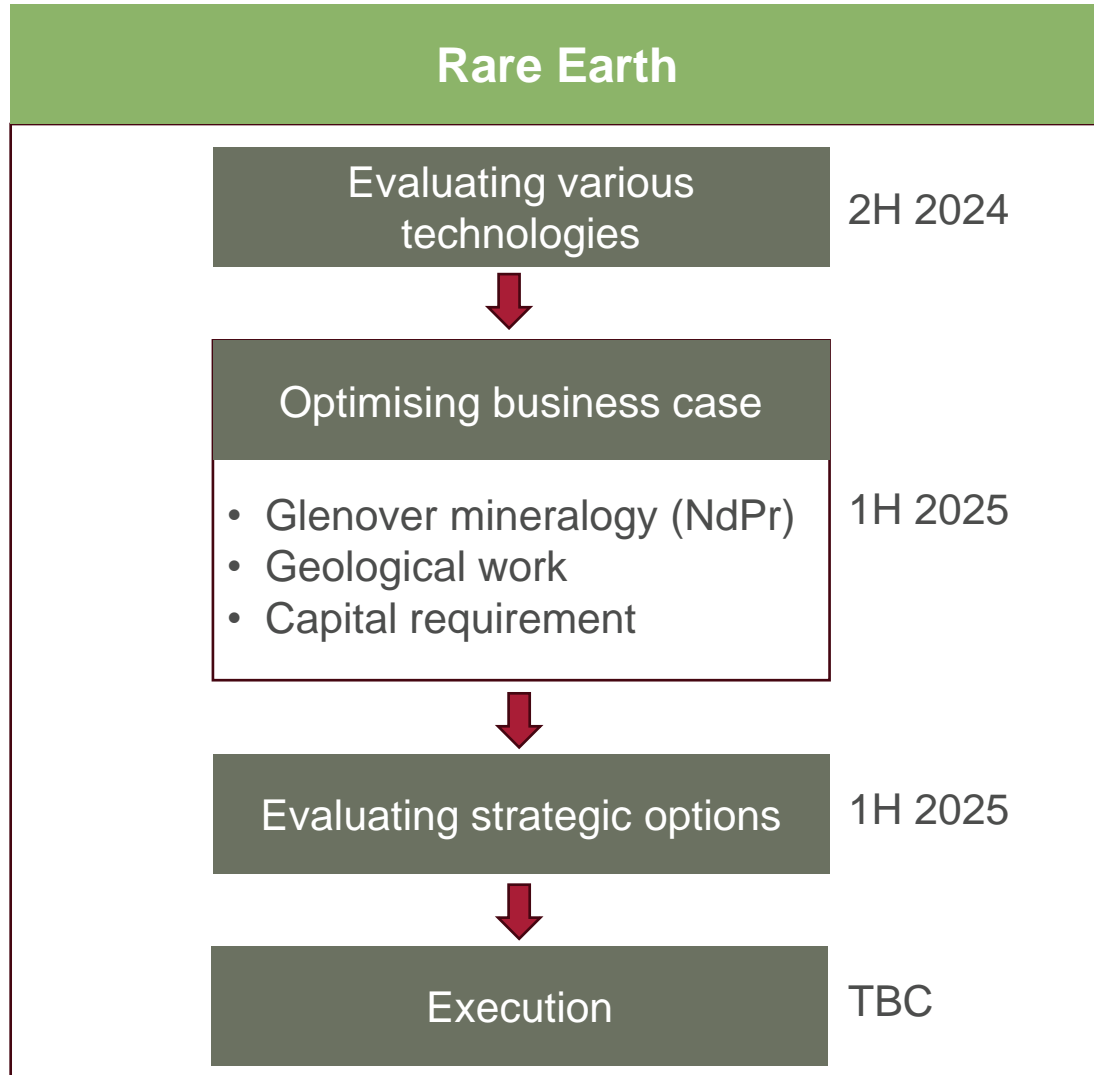 Rare Earth
Evaluating various
technologies
2H 2024
Optimising business case
• Glenover mineralogy (NdPr)
• Geological work
• Capital requirement
1H 2025
Evaluating strategic options
1H 2025
Execution
TBC